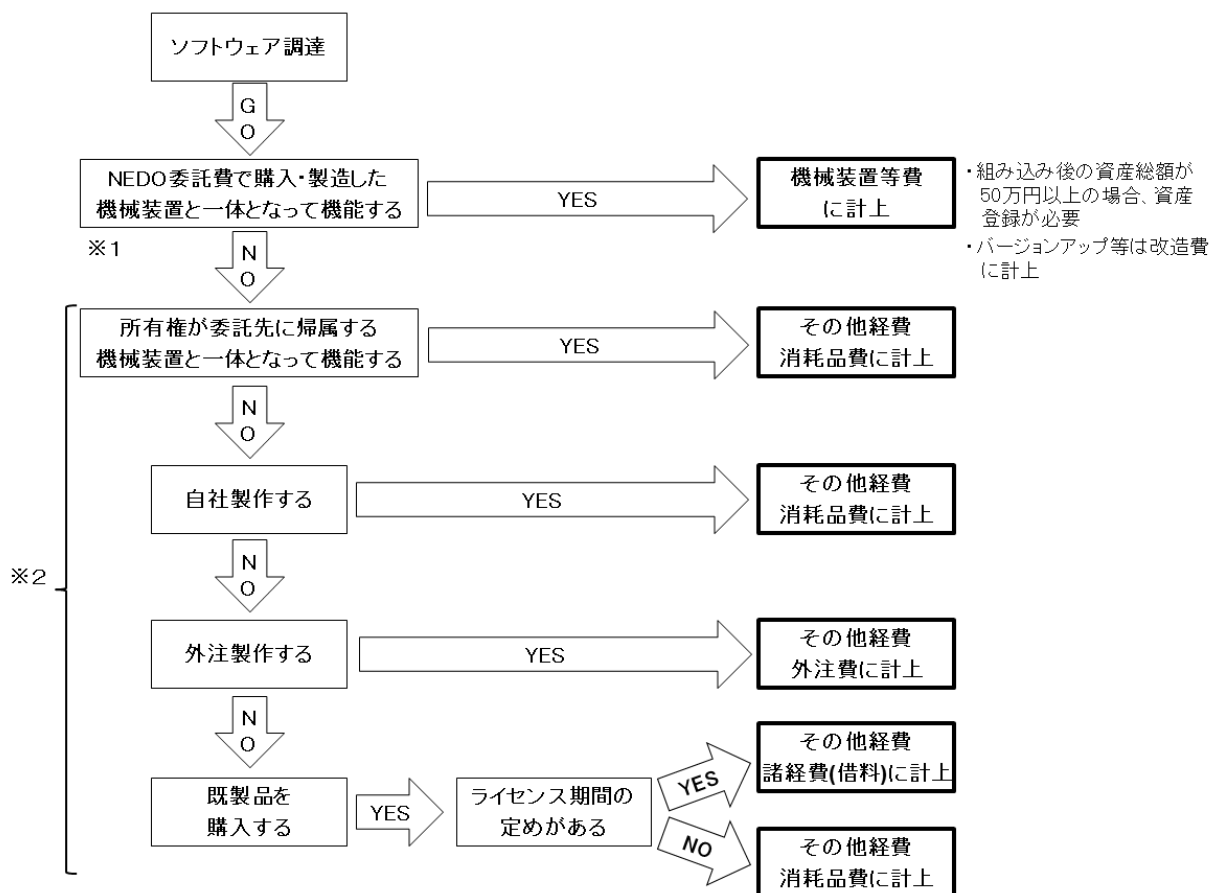 ソフトウェア調達
G
O
NEDO委託費で購入・製造した
機械装置と一体となって機能する
YES
機械装置等費
に計上
・組み込み後の資産総額が
50万円以上の場合、資産
登録が必要
・バージョンアップ等は改造費
に計上
※1
N
O
所有権が委託先に帰属する
機械装置と一体となって機能する
YES
その他経費
消耗品費に計上
N
O
自社製作する
YES
その他経費
消耗品費に計上
※2
N
O
外注製作する
YES
その他経費
外注費に計上
N
O
既製品を
購入する
YES
ライセンス期間の
定めがある
YES
その他経費
諸経費(借料)に計上
NO
その他経費
消耗品費に計上